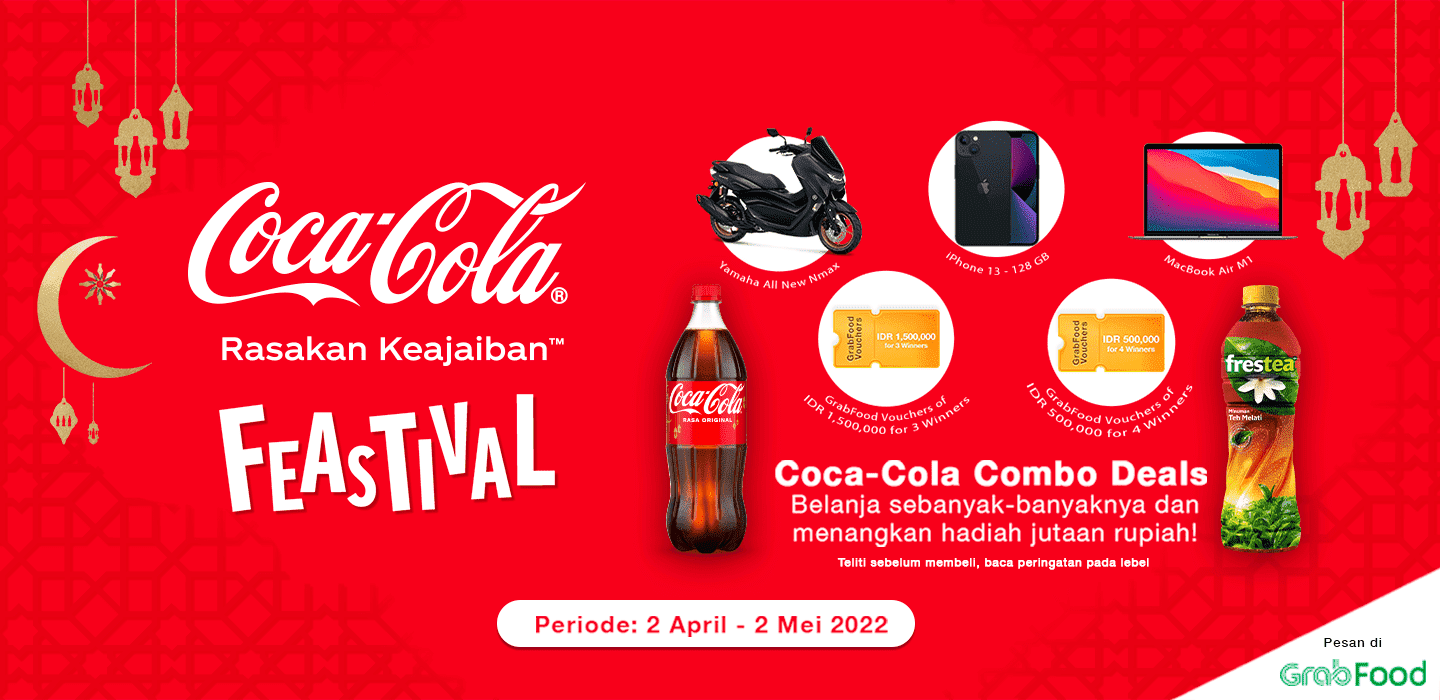 Coca-Cola®
Rasakan Keajaiban™
FEASTIVAL
Yamaha All New Nmax
iPhone 13 - 128 GB
MacBook Air M1
GrabFood
Vouchers
IDR 1,500,000
for 3 Winners
GrabFood Vouchers of
IDR 1,500,000 for 3 Winners
GrabFood
Vouchers
IDR 500,000
for 4 Winners
GrabFood Vouchers of
IDR 500,000 for 4 Winners
Coca-Cola
RASA ORIGINAL
frestea
Minuman
Teh Melati
Coca-Cola Combo Deals
Belanja sebanyak-banyaknya dan
menangkan hadiah jutaan rupiah!
Teliti sebelum membeli, baca peringatan pada lebel
Periode: 2 April - 2 Mei 2022
Pesan di
GrabFood